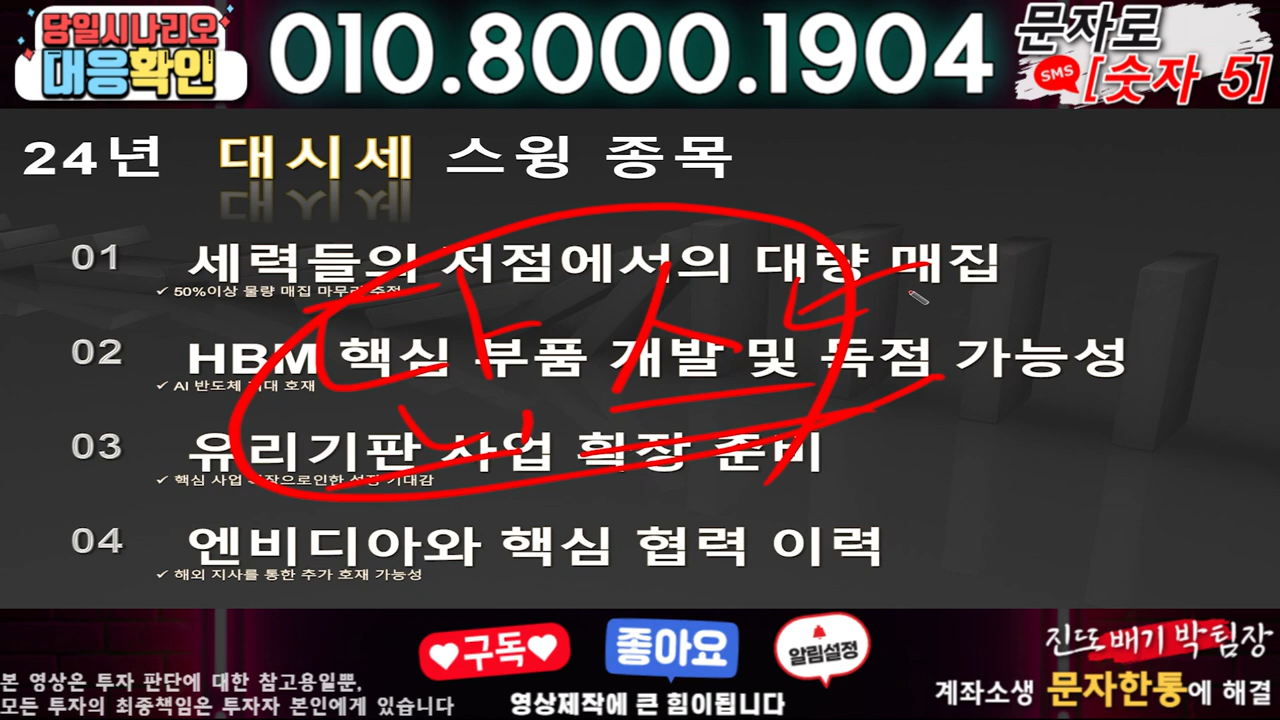 당일시나리오
대응확인
010.8000.1904
문자로
SMS [숫자 5]
24년 대시세 스윙 종목
01 세력들의 저점에서의 대량 매집
✓ 50%이상 물량 매집 마무리 추정
02 HBM 핵심 부품 개발 및 독점 가능성
✓ AI 반도체 기대 호재
03 유리기판 사업 확장 준비
✓ 핵심 사업 확장으로인한 성장 기대감
04 엔비디아와 핵심 협력 이력
✓ 해외 지사를 통한 추가 호재 가능성
구독
좋아요
알림설정
영상제작에 큰 힘이됩니다
본 영상은 투자 판단에 대한 참고용일뿐,
모든 투자의 최종책임은 투자자 본인에게 있습니다
진또배기 박팀장
계좌소생 문자한통에 해결